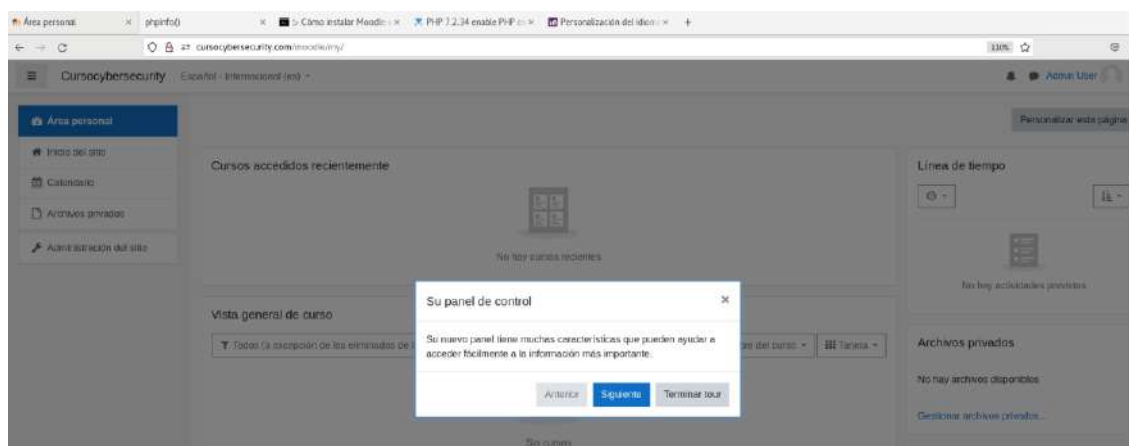 Área personal
phpinfo()
Cómo instalar Moodle
PHP 7.2.34 enable PHP
Personalización del idioma
cursocybersecurity.com/moodle/my/
110%
Cursocybersecurity
Español - Internacional (es)
Admin User
Área personal
Personalizar esta página
Inicio del sitio
Calendario
Archivos privados
Administración del sitio
Cursos accedidos recientemente
No hay cursos recientes
Línea de tiempo
No hay actividades previstas
Su panel de control
Su nuevo panel tiene muchas características que pueden ayudar a
acceder fácilmente a la información más importante.
Anterior
Siguiente
Terminar tour
Vista general de curso
Todos (a excepción de los eliminados de
del curso
Tarjeta
Archivos privados
No hay archivos disponibles
Gestionar archivos privados...